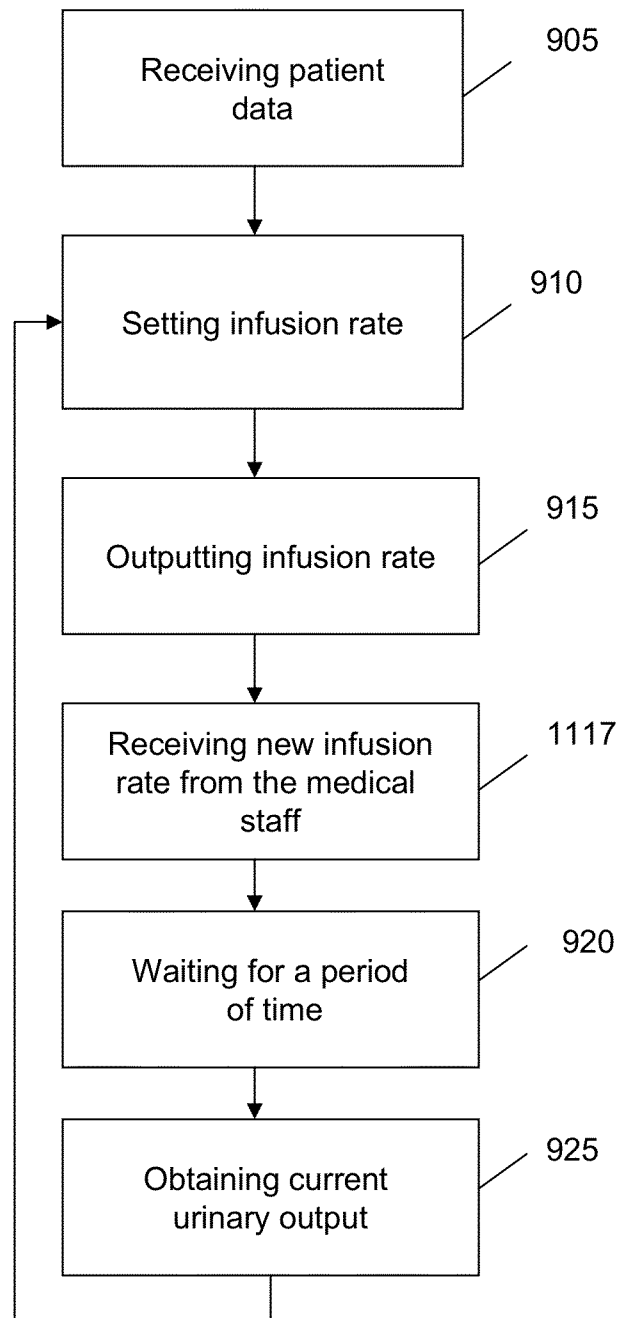 Receiving patient
data
905
Setting infusion rate
910
Outputting infusion rate
915
Receiving new infusion
rate from the medical
staff
1117
Waiting for a period
of time
920
Obtaining current
urinary output
925